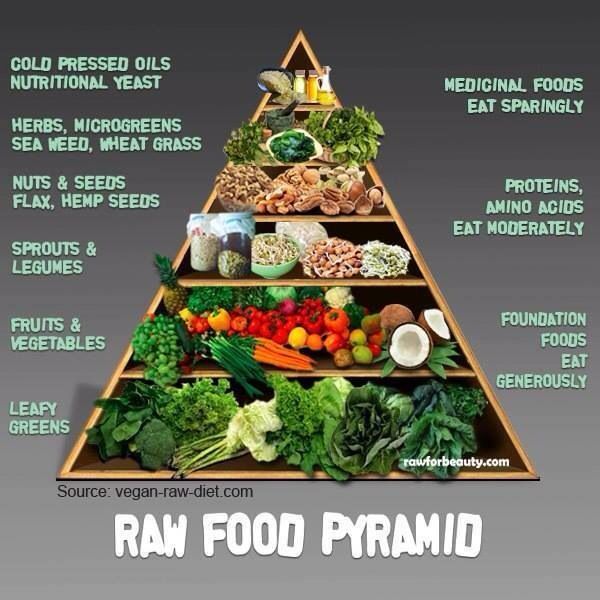 COLD PRESSED OILS
NUTRITIONAL YEAST
HERBS, MICROGREENS
SEA WEED, WHEAT GRASS
NUTS & SEEDS
FLAX, HEMP SEEDS
SPROUTS &
LEGUMES
FRUITS &
VEGETABLES
LEAFY
GREENS
MEDICINAL FOODS
EAT SPARINGLY
PROTEINS,
AMINO ACIDS
EAT MODERATELY
FOUNDATION
FOODS
EAT
GENEROUSLY
rawforbeauty.com
Source: vegan-raw-diet.com
RAW FOOD PYRAMID